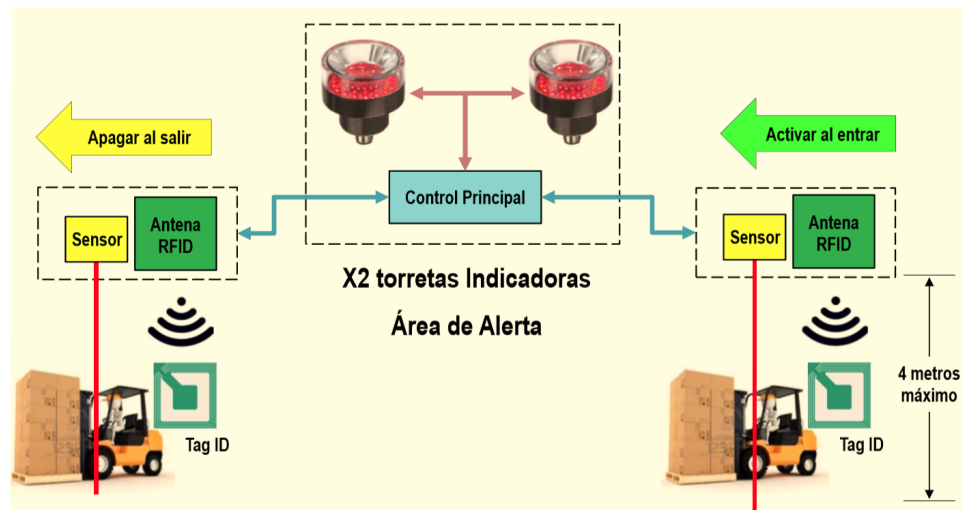 Apagar al salir
Activar al entrar
Sensor
Antena
RFID
Control Principal
Sensor
Antena
RFID
X2 torretas Indicadoras
Área de Alerta
Tag ID
Tag ID
4 metros
máximo